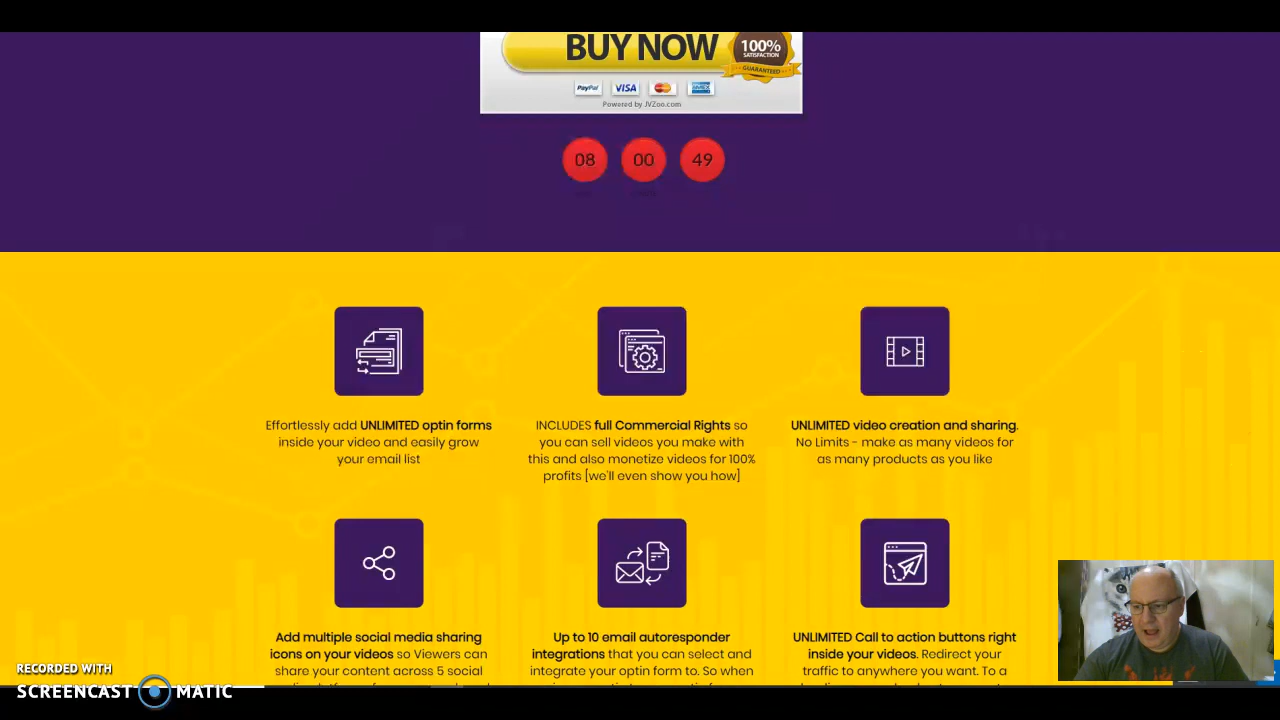 BUY NOW
100%
SATISFACTION
GUARANTEED
PayPal VISA MasterCard AMEX
Powered by JVZoo.com
08 00 49
Effortlessly add UNLIMITED optin forms
inside your video and easily grow
your email list
INCLUDES full Commercial Rights so
you can sell videos you make with
this and also monetize videos for 100%
profits [we'll even show you how]
UNLIMITED video creation and sharing.
No Limits - make as many videos for
as many products as you like
Add multiple social media sharing
icons on your videos so Viewers can
share your content across 5 social
Up to 10 email autoresponder
integrations that you can select and
integrate your optin form to. So when
UNLIMITED Call to action buttons right
inside your videos. Redirect your
traffic to anywhere you want. To a
RECORDED WITH
SCREENCAST MATIC